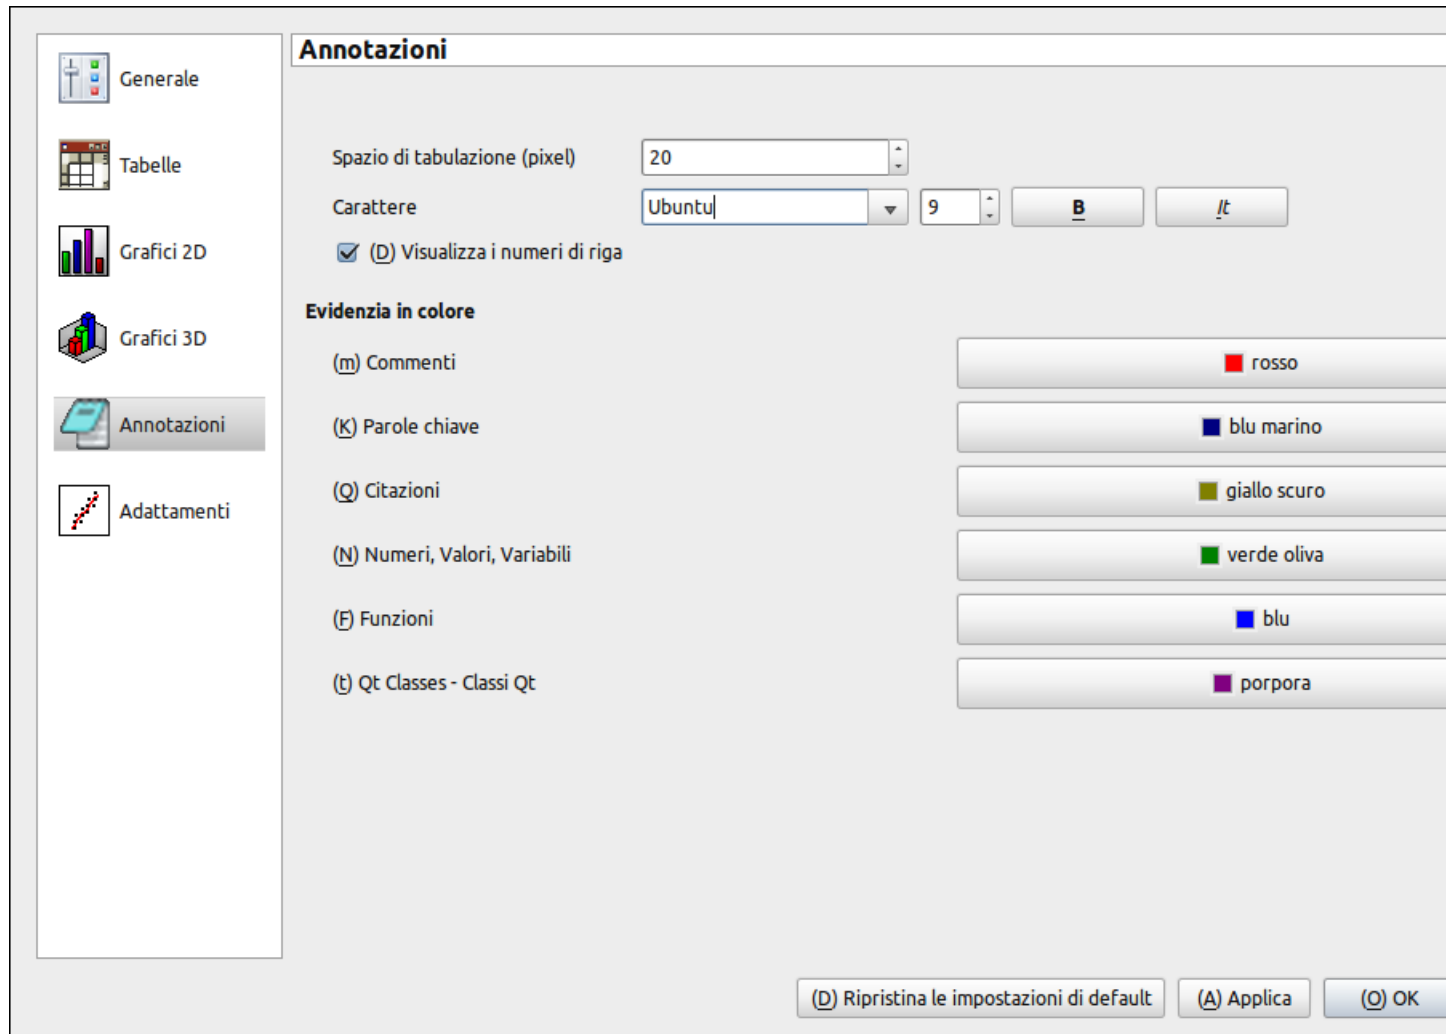 Annotazioni
Generale
Tabelle
Grafici 2D
Grafici 3D
Annotazioni
Adattamenti
Spazio di tabulazione (pixel) 20
Carattere Ubuntu 9 B It
(D) Visualizza i numeri di riga
Evidenzia in colore
(m) Commenti rosso
(K) Parole chiave blu marino
(Q) Citazioni giallo scuro
(N) Numeri, Valori, Variabili verde oliva
(F) Funzioni blu
(t) Qt Classes - Classi Qt porpora
(D) Ripristina le impostazioni di default (A) Applica (O) OK